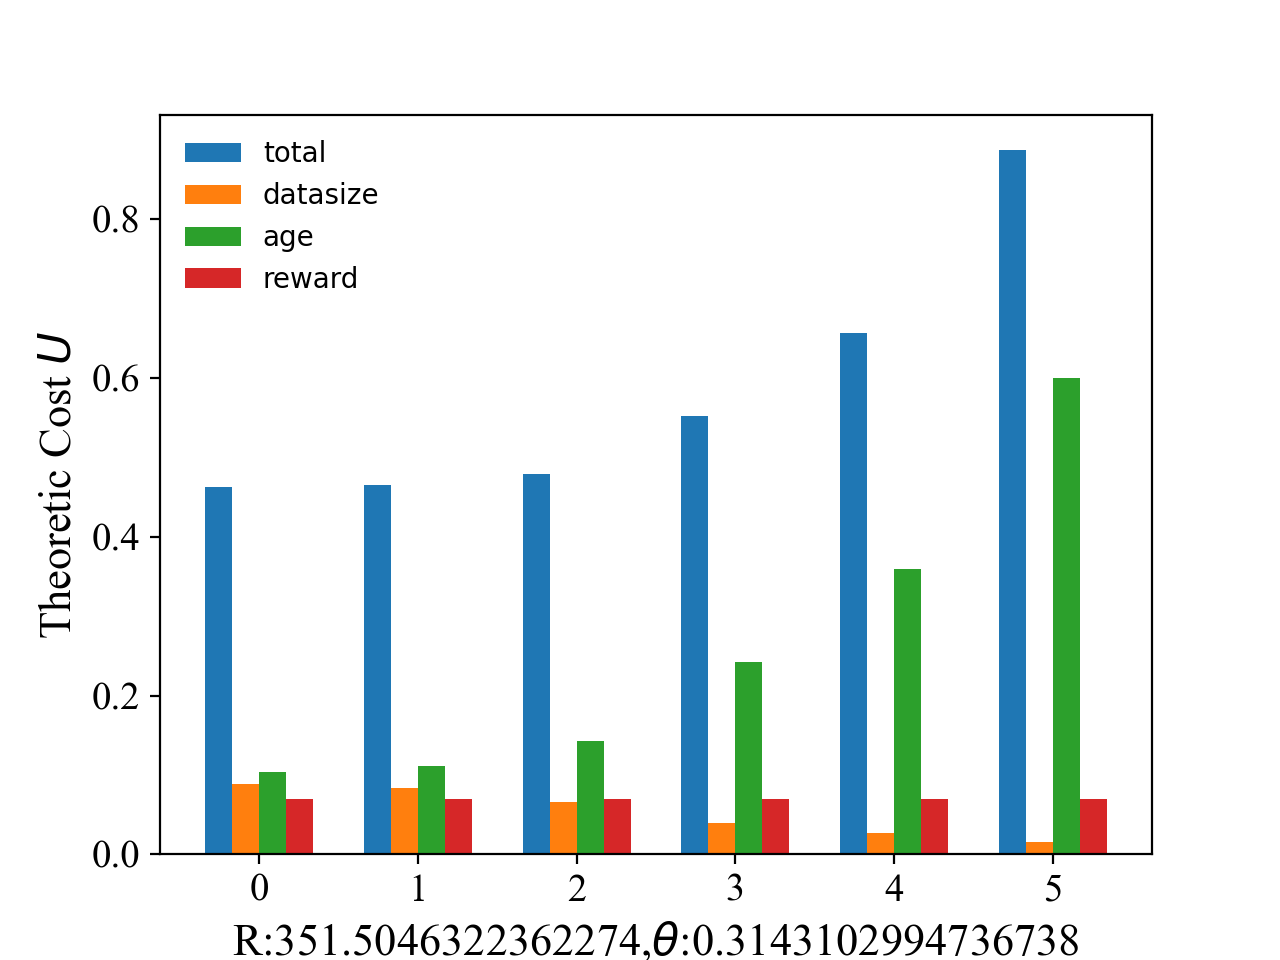 total
datasize
age
reward
Theoretic Cost U
0.8
0.6
0.4
0.2
0.0
0 1 2 3 4 5
R:351.5046322362274,θ:0.3143102994736738